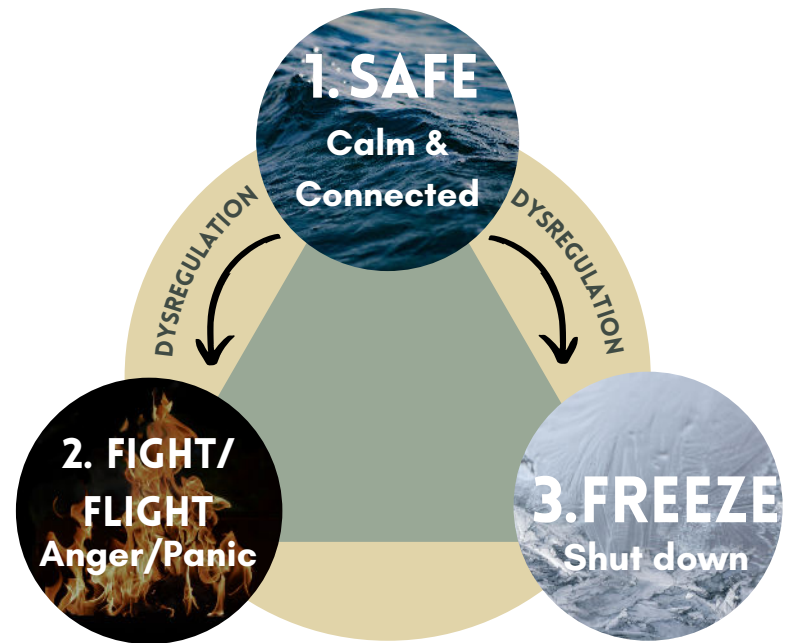 1. SAFE
Calm &
Connected
DYSREGULATION
DYSREGULATION
2. FIGHT/
FLIGHT
Anger/Panic
3.FREEZE
Shut down